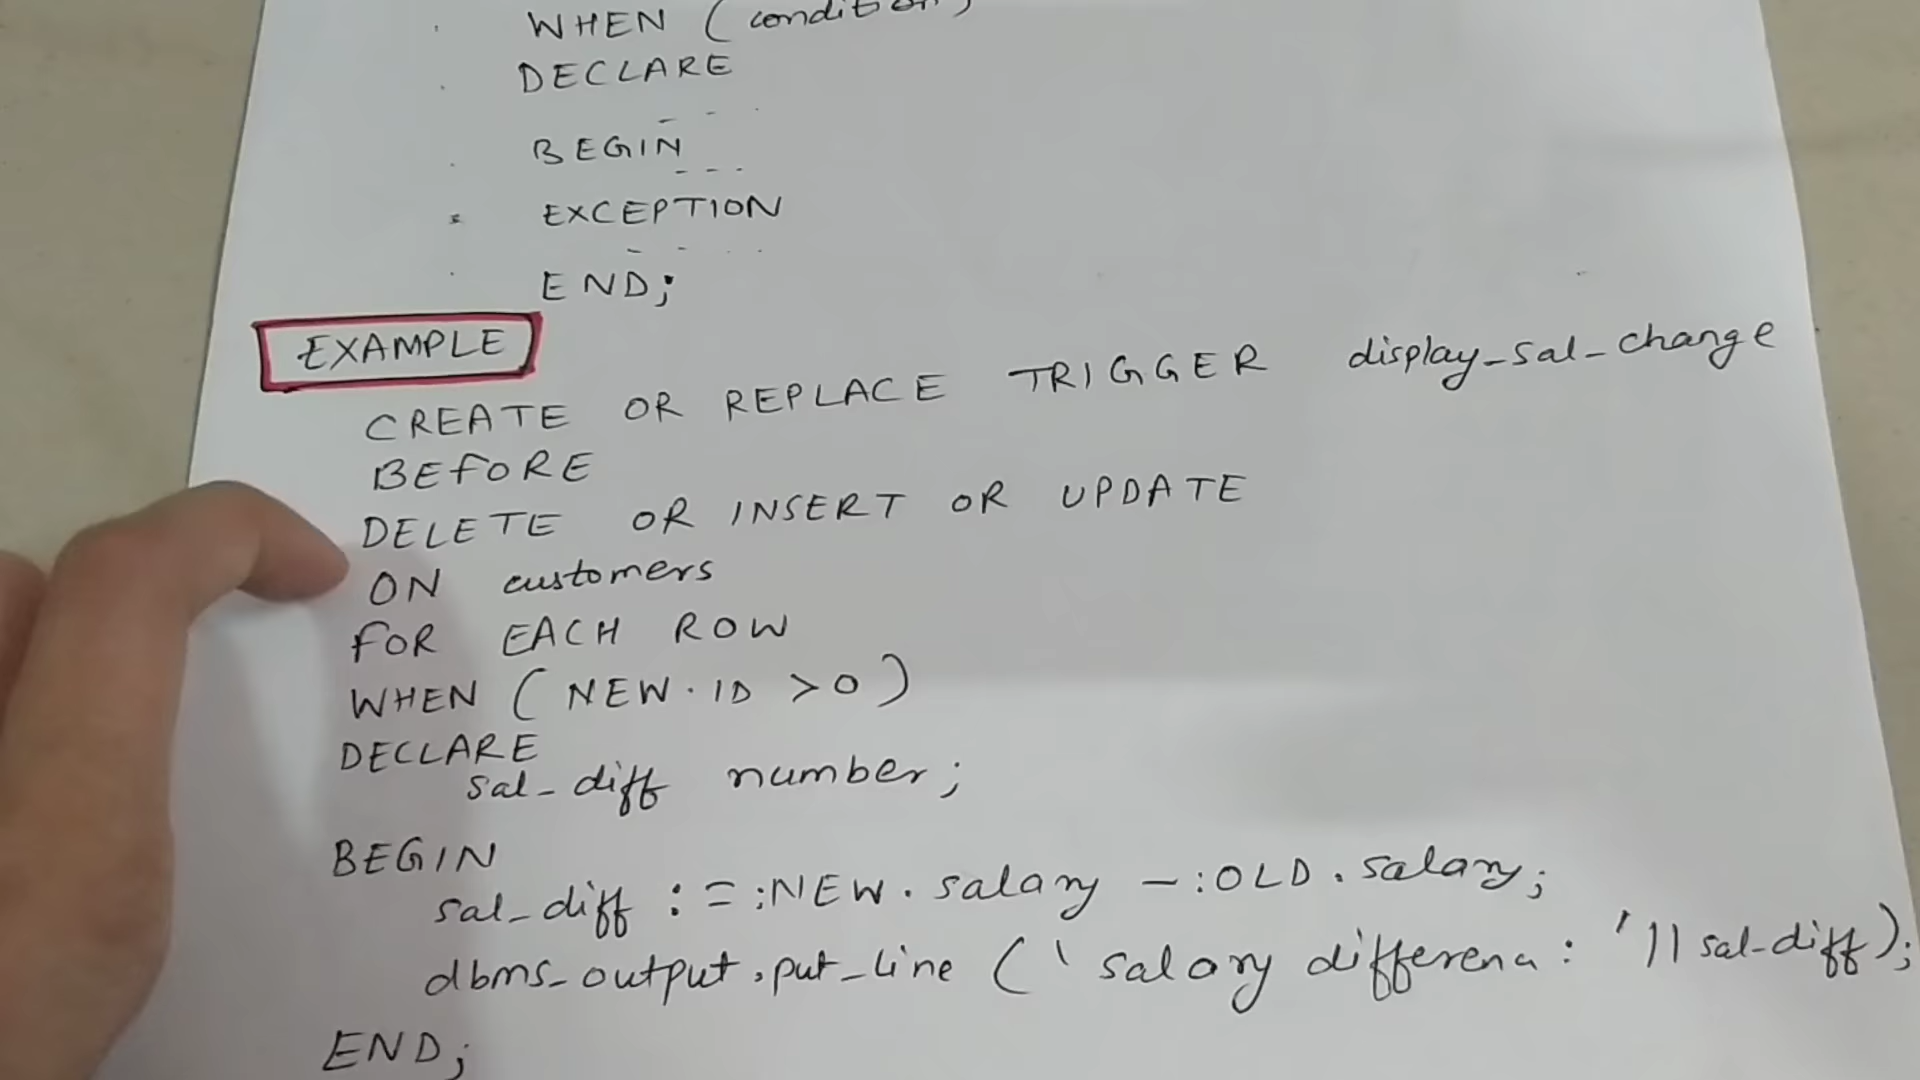 WHEN (condition)
DECLARE
BEGIN
EXCEPTION
END;
EXAMPLE
CREATE OR REPLACE TRIGGER display_sal_change
BEFORE
DELETE OR INSERT OR UPDATE
ON customers
FOR EACH ROW
WHEN (NEW.ID >0)
DECLARE
sal_diff number;
BEGIN
sal_diff :=:NEW.salary -:OLD.salary;
dbms_output.put_line ('salary differena: '|| sal_diff);
END;